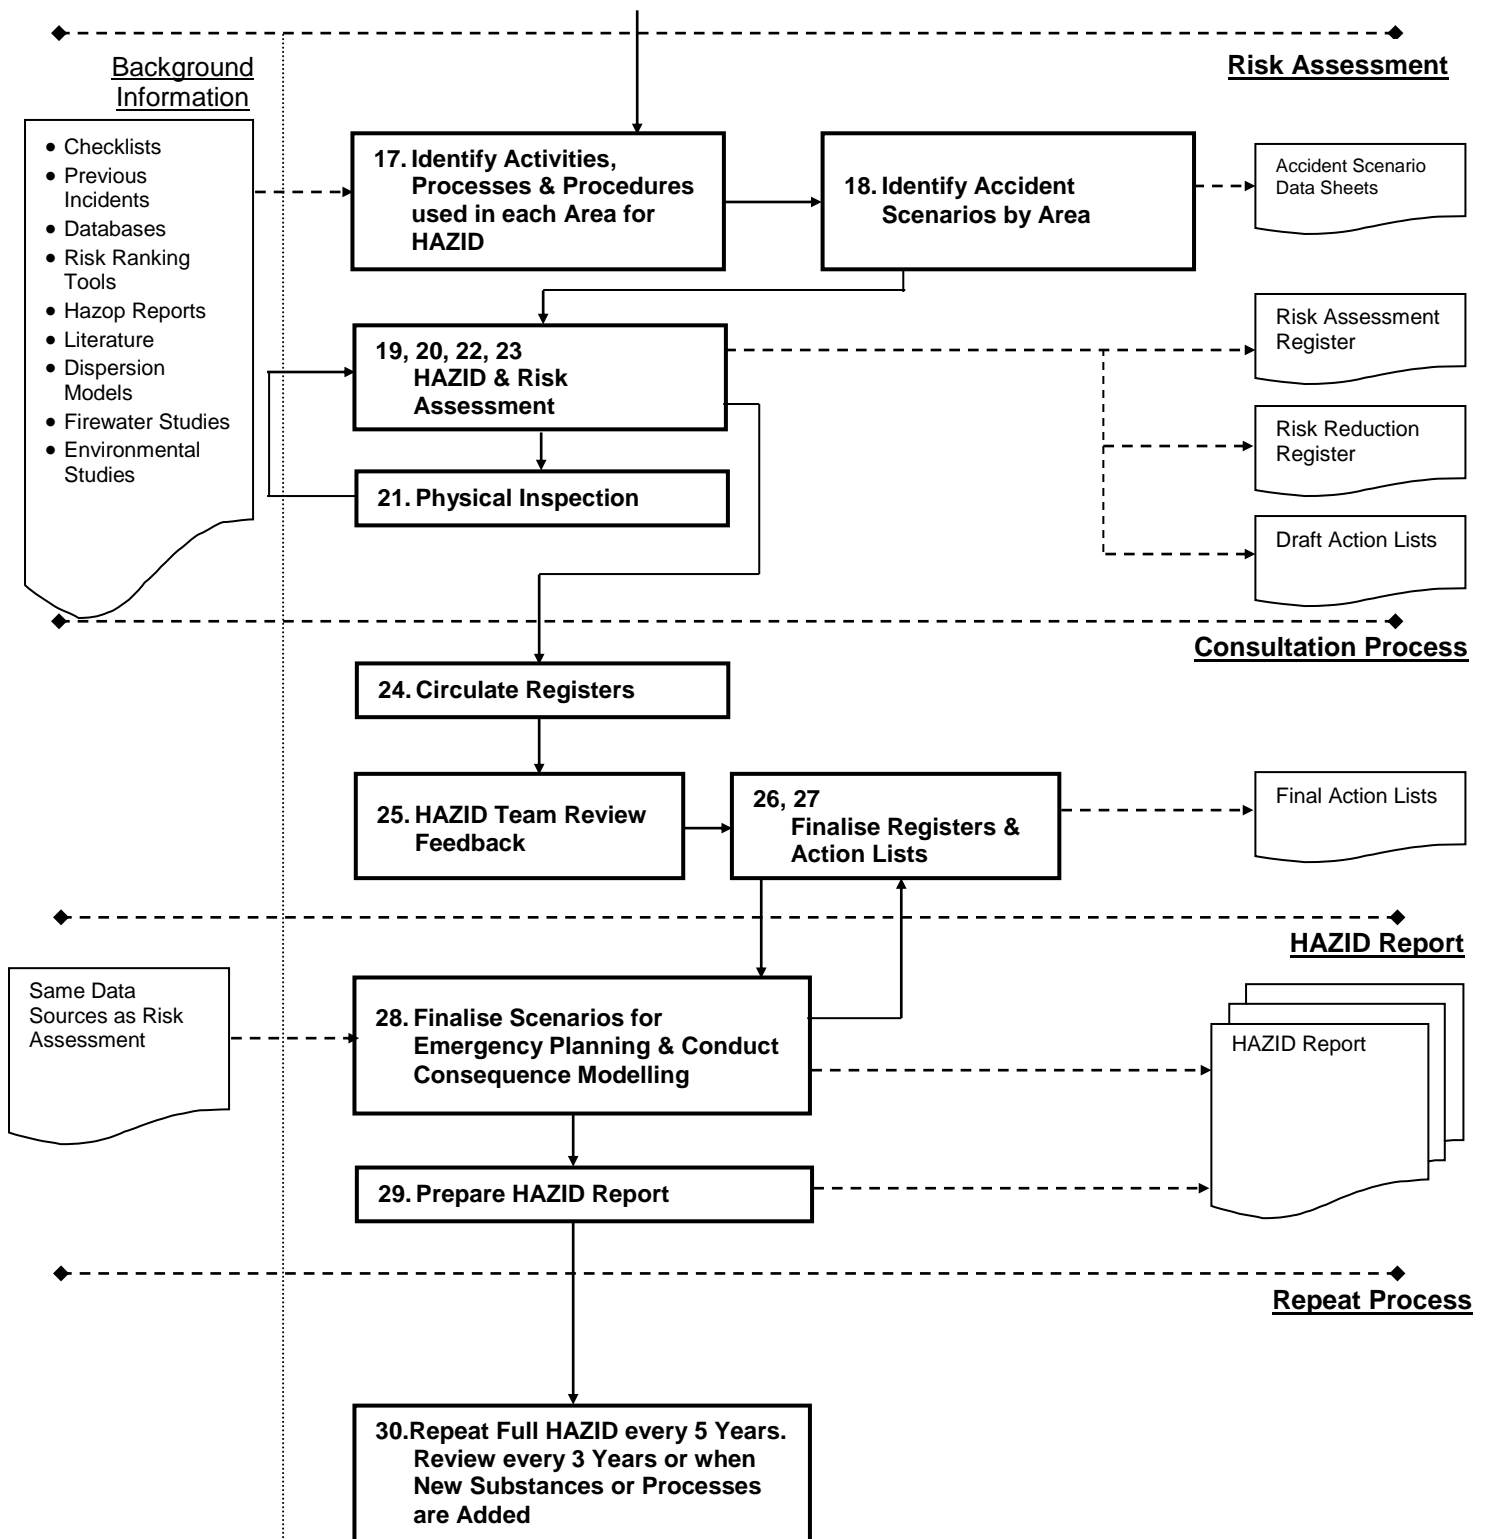 Background
Information
Risk Assessment
• Checklists
• Previous
Incidents
• Databases
• Risk Ranking
Tools
• Hazop Reports
• Literature
• Dispersion
Models
• Firewater Studies
• Environmental
Studies
17. Identify Activities,
Processes & Procedures
used in each Area for
HAZID
18. Identify Accident
Scenarios by Area
Accident Scenario
Data Sheets
19, 20, 22, 23
HAZID & Risk
Assessment
Risk Assessment
Register
Risk Reduction
Register
21. Physical Inspection
Draft Action Lists
Consultation Process
24. Circulate Registers
25. HAZID Team Review
Feedback
26, 27
Finalise Registers &
Action Lists
Final Action Lists
HAZID Report
Same Data
Sources as Risk
Assessment
28. Finalise Scenarios for
Emergency Planning & Conduct
Consequence Modelling
HAZID Report
29. Prepare HAZID Report
Repeat Process
30.Repeat Full HAZID every 5 Years.
Review every 3 Years or when
New Substances or Processes
are Added